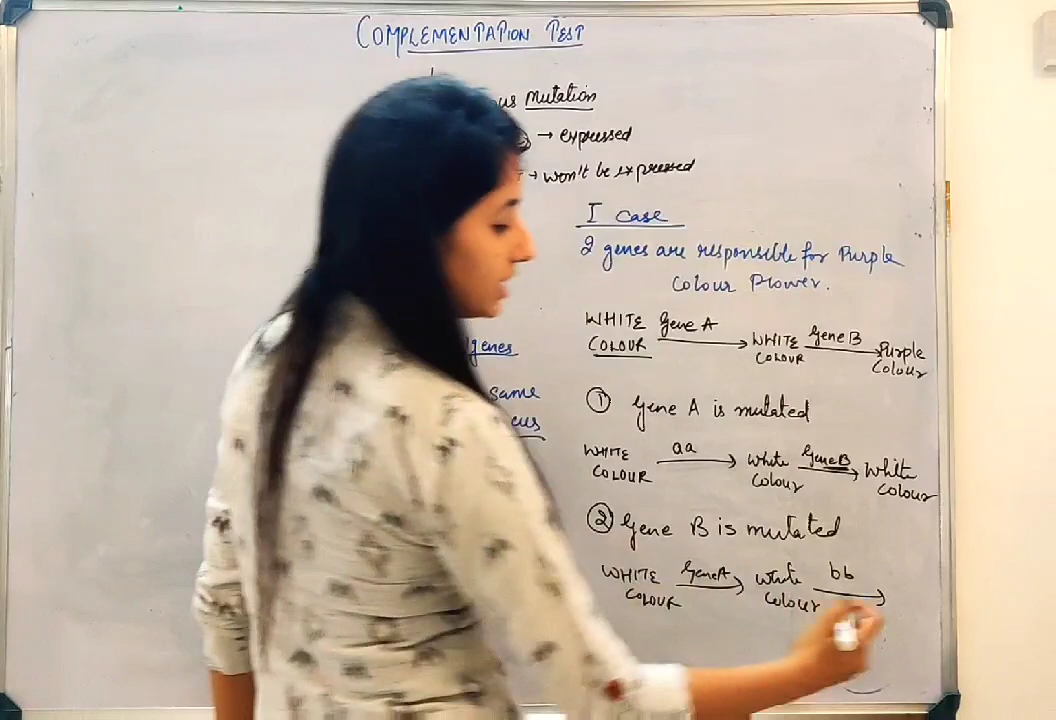 COMPLEMENTATION TEST
mutation
→ expressed
→ won't be expressed
I case
2 genes are responsible for Purple
Colour Flower.
WHITE COLOUR Gene A → WHITE COLOUR Gene B → Purple Colour
genes
same
① Gene A is mutated
WHITE COLOUR aa → White Colour Gene B → White Colour
② Gene B is mutated
WHITE COLOUR Gene A → White Colour bb →